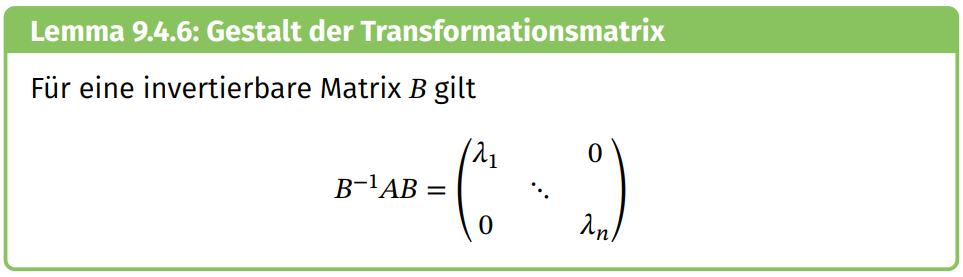 Lemma 9.4.6: Gestalt der Transformationsmatrix
Für eine invertierbare Matrix B gilt
B⁻¹AB = (λ₁ 0
⋱
0 λₙ)